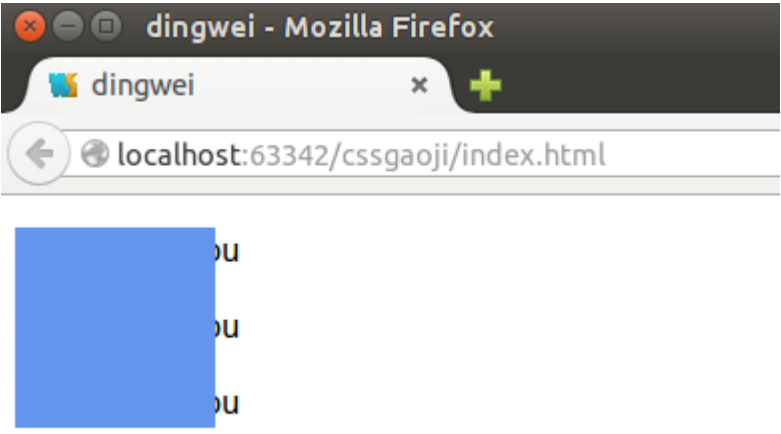 dingwei - Mozilla Firefox
dingwei
localhost:63342/cssgaoji/index.html
ou
ou
ou